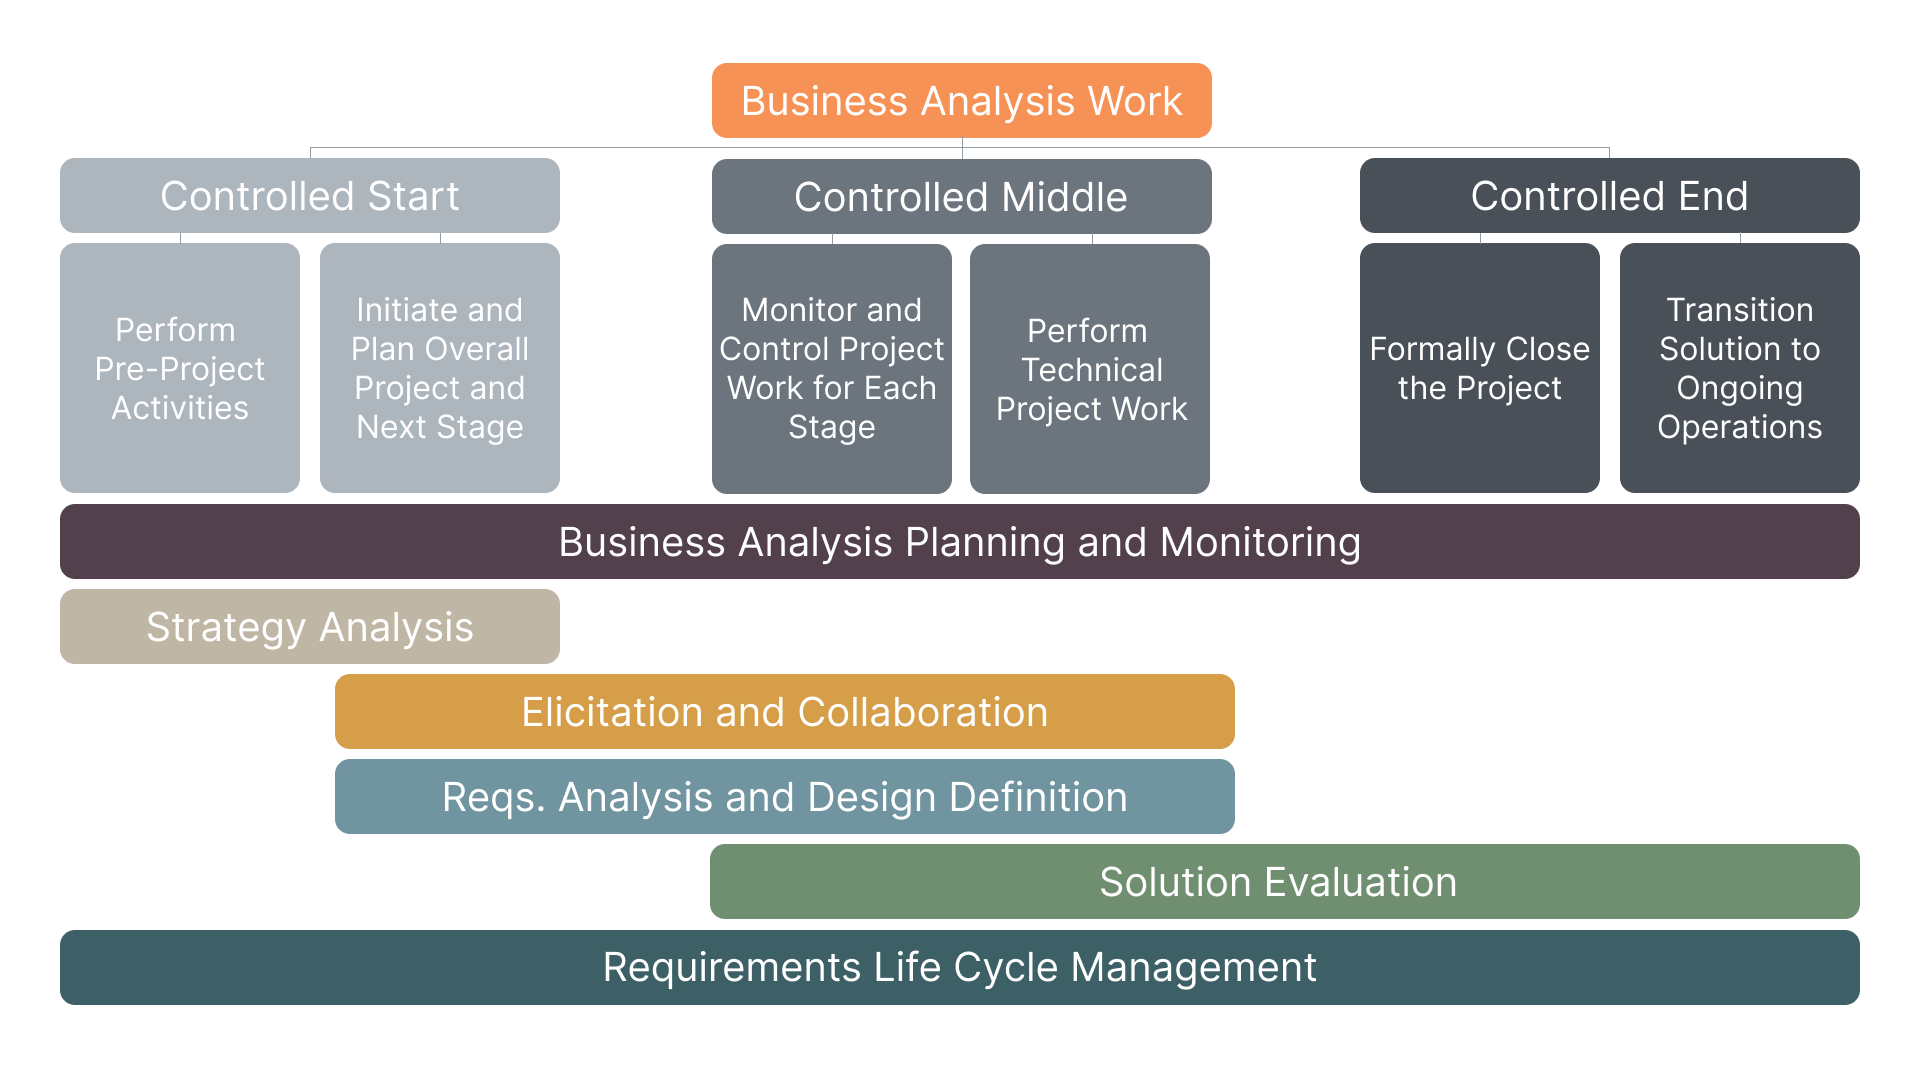 Business Analysis Work
Controlled Start
Controlled Middle
Controlled End
Perform
Pre-Project
Activities
Initiate and
Plan Overall
Project and
Next Stage
Monitor and
Control Project
Work for Each
Stage
Perform
Technical
Project Work
Formally Close
the Project
Transition
Solution to
Ongoing
Operations
Business Analysis Planning and Monitoring
Strategy Analysis
Elicitation and Collaboration
Reqs. Analysis and Design Definition
Solution Evaluation
Requirements Life Cycle Management